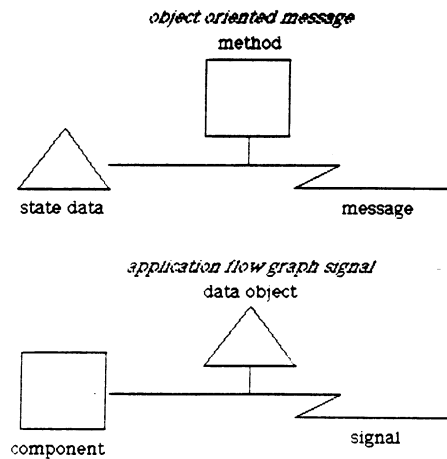 object oriented message
method
state data
message
application flow graph signal
data object
component
signal